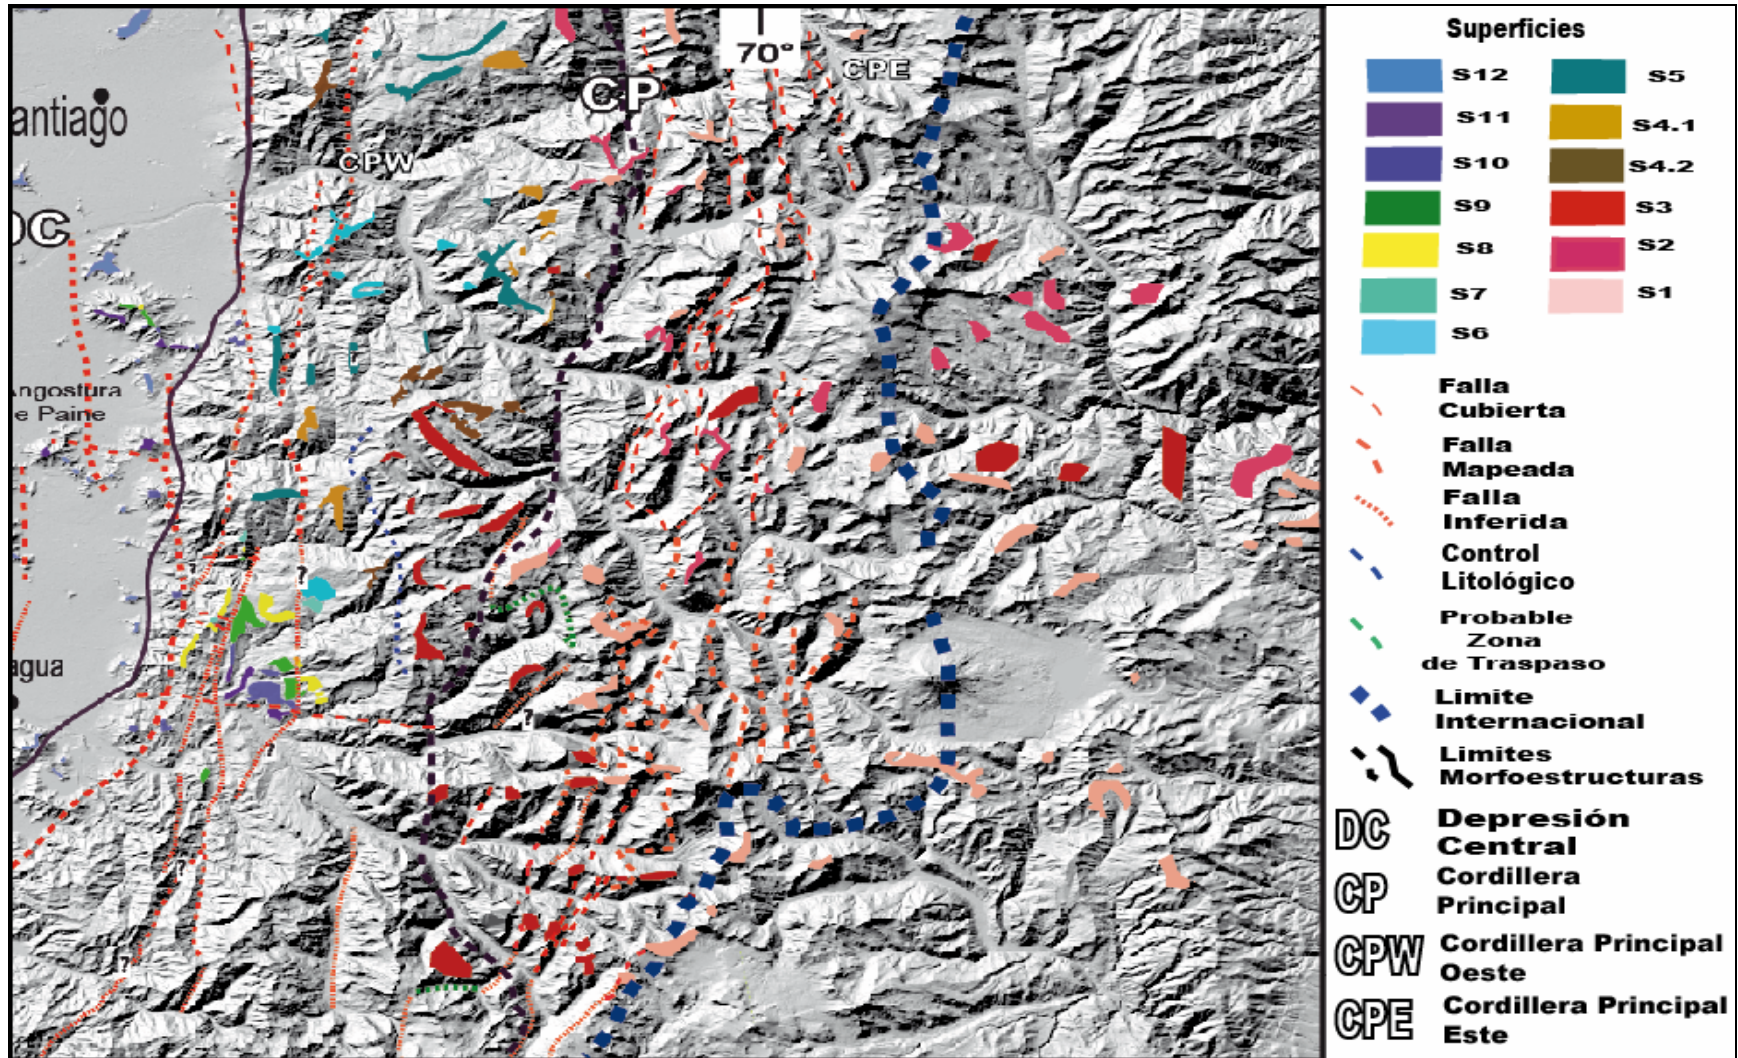 70°
CPE
CP
antiago
CPW
DC
Angostura
e Paine
agua
?
?
?
?
?
?
Superficies
S12
S5
S11
S4.1
S10
S4.2
S9
S3
S8
S2
S7
S1
S6
Falla
Cubierta
Falla
Mapeada
Falla
Inferida
Control
Litológico
Probable
Zona
de Traspaso
Limite
Internacional
Limites
Morfoestructuras
DC
Depresión
Central
CP
Cordillera
Principal
CPW
Cordillera Principal
Oeste
CPE
Cordillera Principal
Este